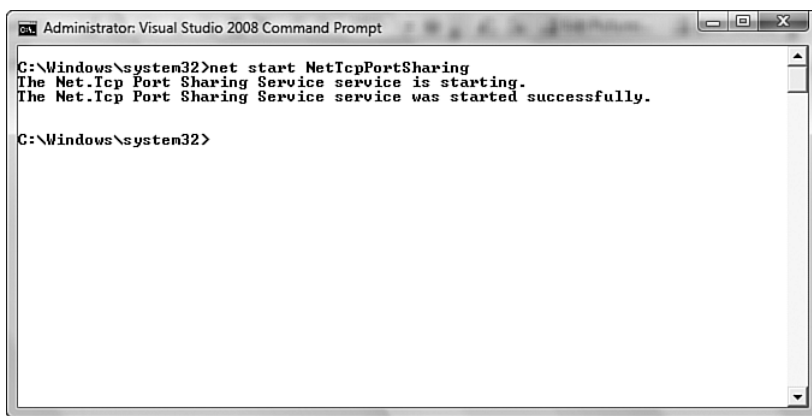 Administrator: Visual Studio 2008 Command Prompt
C:\Windows\system32>net start NetTcpPortSharing
The Net.Tcp Port Sharing Service service is starting.
The Net.Tcp Port Sharing Service service was started successfully.
C:\Windows\system32>